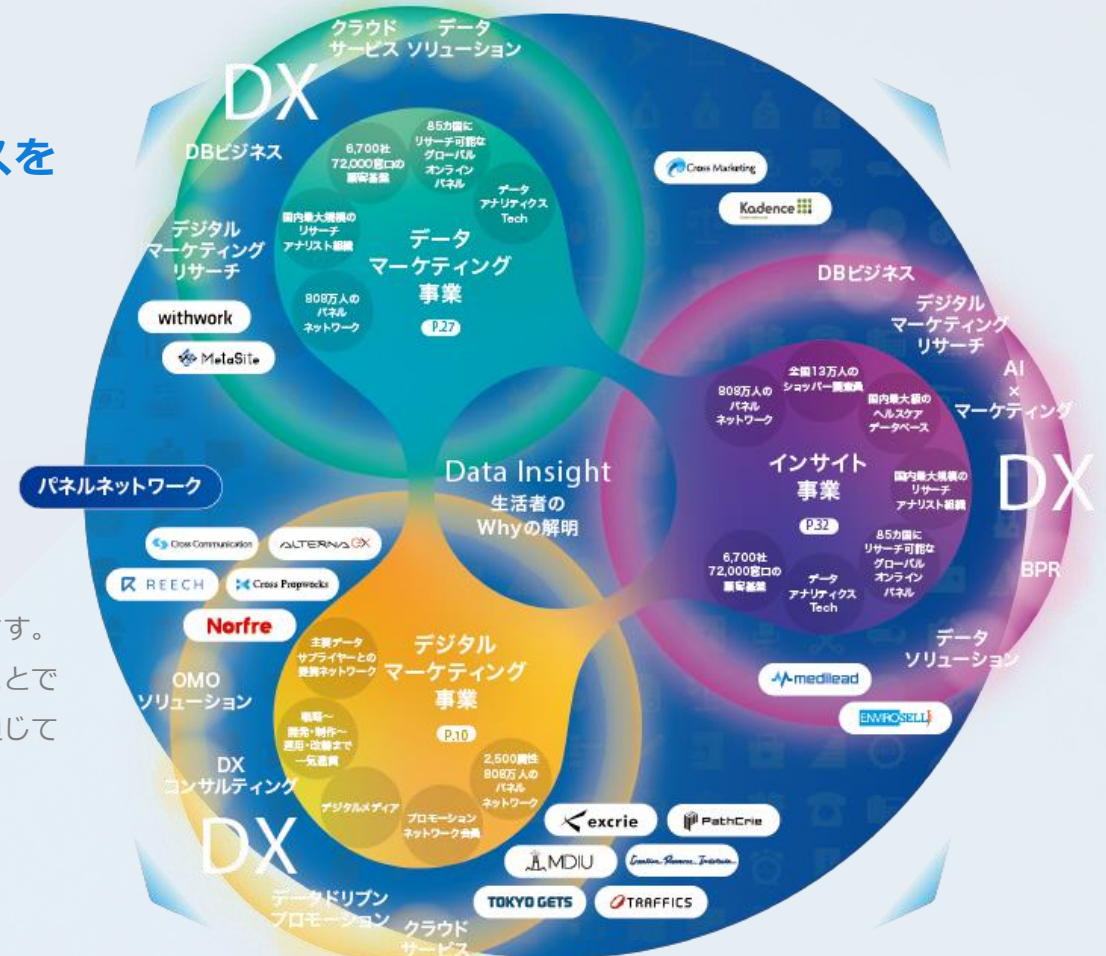 クラウド
サービス
データ
ソリューション
DX
DBビジネス
デジタル
マーケティング
リサーチ
6,700社
72,000窓口の
顧客基盤
85カ国に
リサーチ可能な
グローバル
オンライン
パネル
データ
アナリティクス
Tech
国内最大規模の
リサーチ
アナリスト組織
808万人の
パネル
ネットワーク
データ
マーケティング
事業
P.27
スを
Cross Marketing
Kadence
withwork
MetaSite
DBビジネス
デジタル
マーケティング
リサーチ
AI
×
マーケティング
DX
BPR
データ
ソリューション
808万人の
パネル
ネットワーク
全国13万人の
ショッパー調査員
国内最大級の
ヘルスケア
データベース
国内最大規模の
リサーチ
アナリスト組織
インサイト
事業
P.32
6,700社
72,000窓口の
顧客基盤
データ
アナリティクス
Tech
85カ国に
リサーチ可能な
グローバル
オンライン
パネル
Data Insight
生活者の
Whyの解明
パネルネットワーク
Cross Communication
ALTERNA EX
REECH
Cross Propworks
Norfre
medilead
ENVIROSELL
す。
とで
じて
OMO
ソリューション
DX
コンサルティング
DX
データドリブン
プロモーション
クラウド
サービス
主要データ
サプライヤーとの
提携ネットワーク
デジタル
マーケティング
事業
P.10
戦略～
開発・制作～
運用・改善まで
一気通貫
デジタルメディア
プロモーション
ネットワーク会員
2,500属性
808万人の
パネル
ネットワーク
excrie
PathCrie
MDIU
TOKYO GETS
TRAFFICS